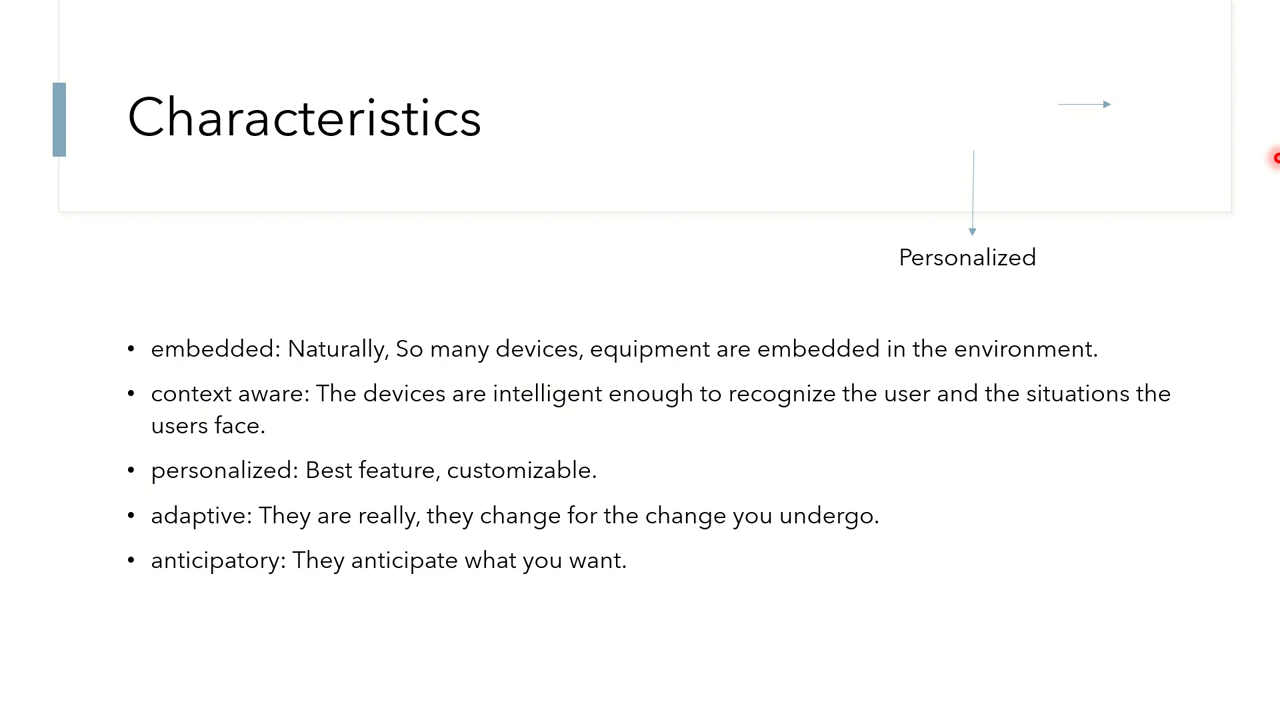 Characteristics
Personalized
• embedded: Naturally, So many devices, equipment are embedded in the environment.
• context aware: The devices are intelligent enough to recognize the user and the situations the
users face.
• personalized: Best feature, customizable.
• adaptive: They are really, they change for the change you undergo.
• anticipatory: They anticipate what you want.